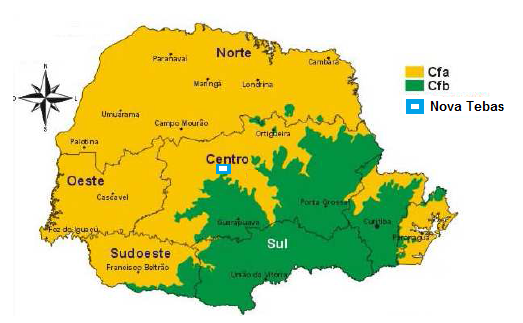 Norte
Paranavaí
Cambará
Maringá
Londrina
Umuarama
Campo Mourão
Ortigueira
Palotina
Centro
Oeste
Cascavel
Ponta Grossa
Guarapuava
Curitiba
Paranaguá
Foz do Iguaçu
Sul
Sudoeste
Francisco Beltrão
União da Vitória
N
S
L
Cfa
Cfb
Nova Tebas